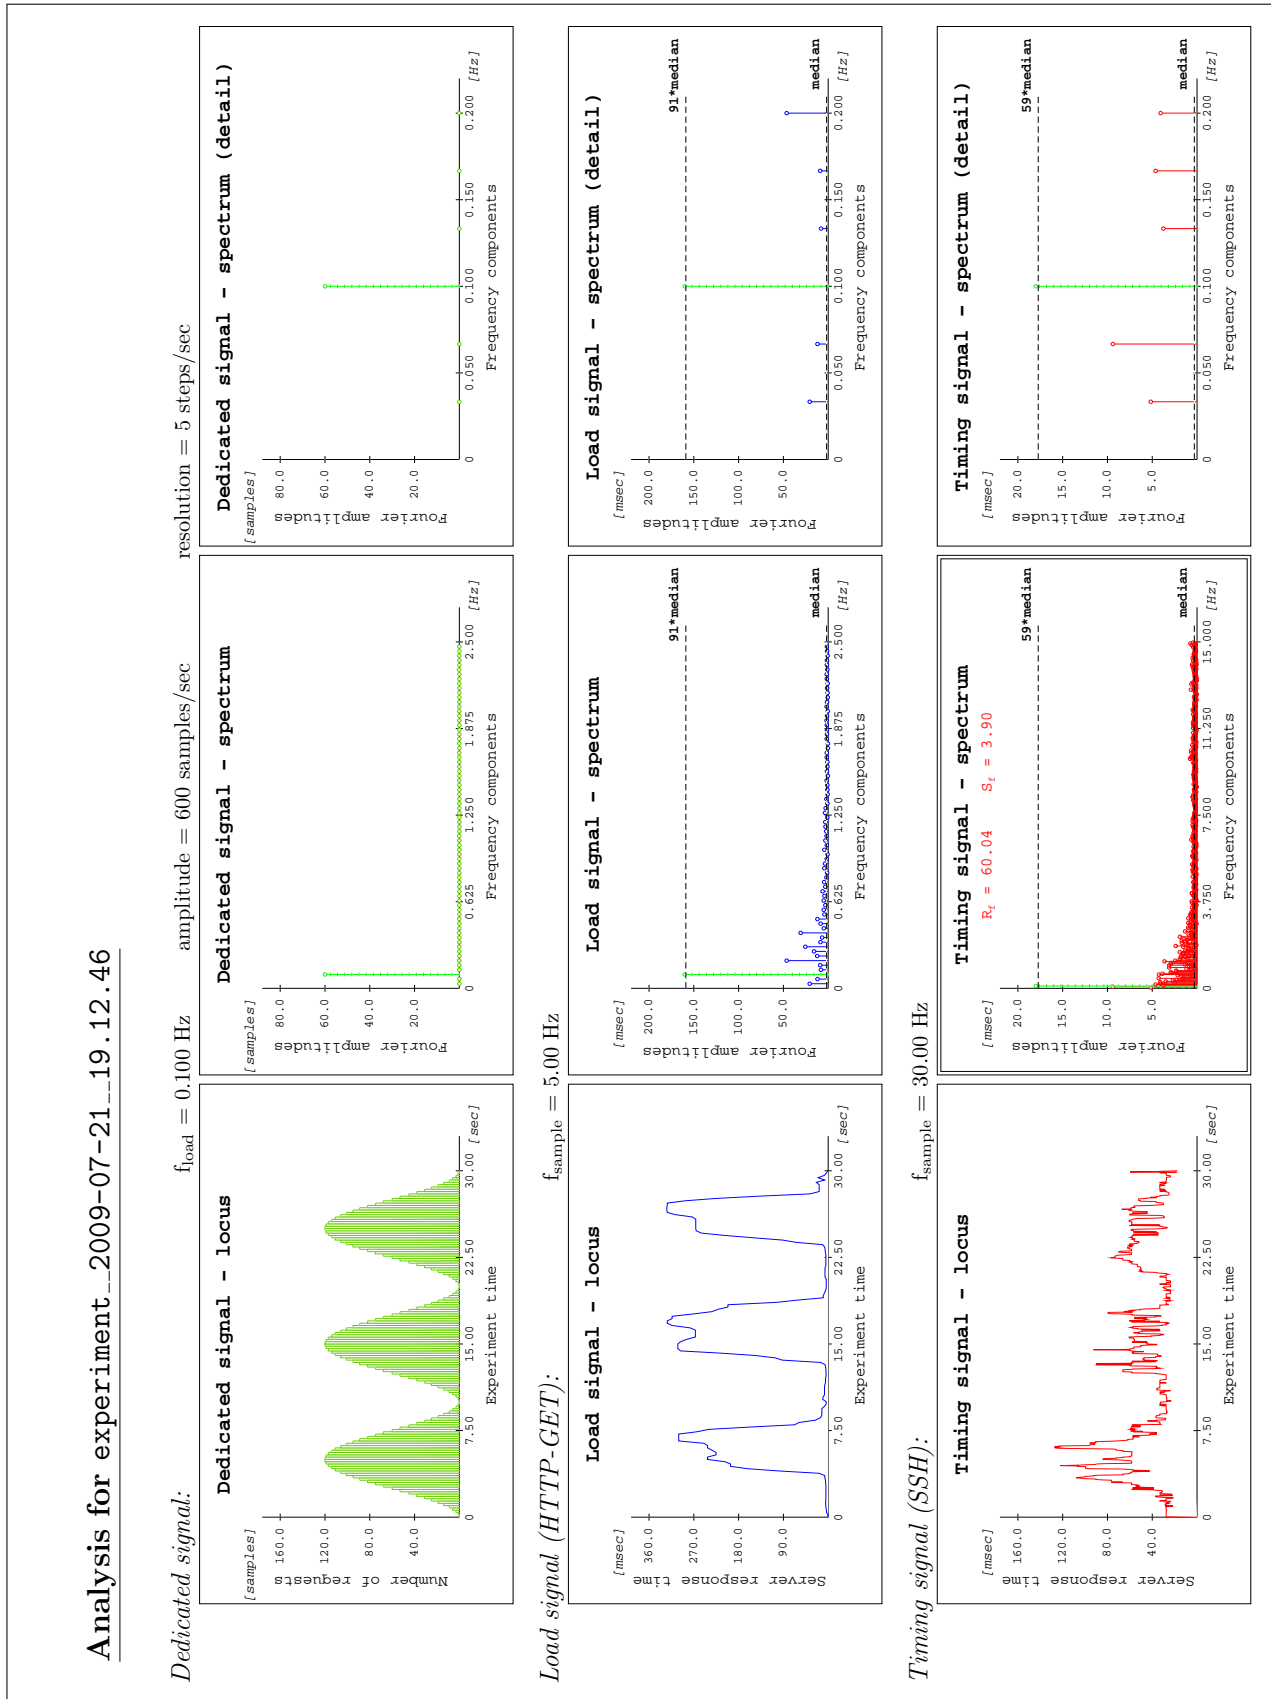 Analysis for experiment__2009-07-21__19.12.46
Dedicated signal:
f_load = 0.100 Hz amplitude = 600 samples/sec resolution = 5 steps/sec
Dedicated signal - locus
[samples]
160.0
120.0
80.0
40.0
Number of requests
0 7.50 15.00 22.50 30.00 [sec]
Experiment time
Dedicated signal - spectrum
[samples]
80.0
60.0
40.0
20.0
Fourier amplitudes
0 0.625 1.250 1.875 2.500 [Hz]
Frequency components
Dedicated signal - spectrum (detail)
[samples]
80.0
60.0
40.0
20.0
Fourier amplitudes
0 0.050 0.100 0.150 0.200 [Hz]
Frequency components
Load signal (HTTP-GET):
f_sample = 5.00 Hz
Load signal - locus
[msec]
360.0
270.0
180.0
90.0
Server response time
0 7.50 15.00 22.50 30.00 [sec]
Experiment time
Load signal - spectrum
[msec]
200.0
91*median
150.0
100.0
50.0
median
Fourier amplitudes
0 0.625 1.250 1.875 2.500 [Hz]
Frequency components
Load signal - spectrum (detail)
[msec]
200.0
91*median
150.0
100.0
50.0
median
Fourier amplitudes
0 0.050 0.100 0.150 0.200 [Hz]
Frequency components
Timing signal (SSH):
f_sample = 30.00 Hz
Timing signal - locus
[msec]
160.0
120.0
80.0
40.0
Server response time
0 7.50 15.00 22.50 30.00 [sec]
Experiment time
Timing signal - spectrum
R_f = 60.04 S_f = 3.90
[msec]
20.0
59*median
15.0
10.0
5.0
median
Fourier amplitudes
0 3.750 7.500 11.250 15.000 [Hz]
Frequency components
Timing signal - spectrum (detail)
[msec]
20.0
59*median
15.0
10.0
5.0
median
Fourier amplitudes
0 0.050 0.100 0.150 0.200 [Hz]
Frequency components